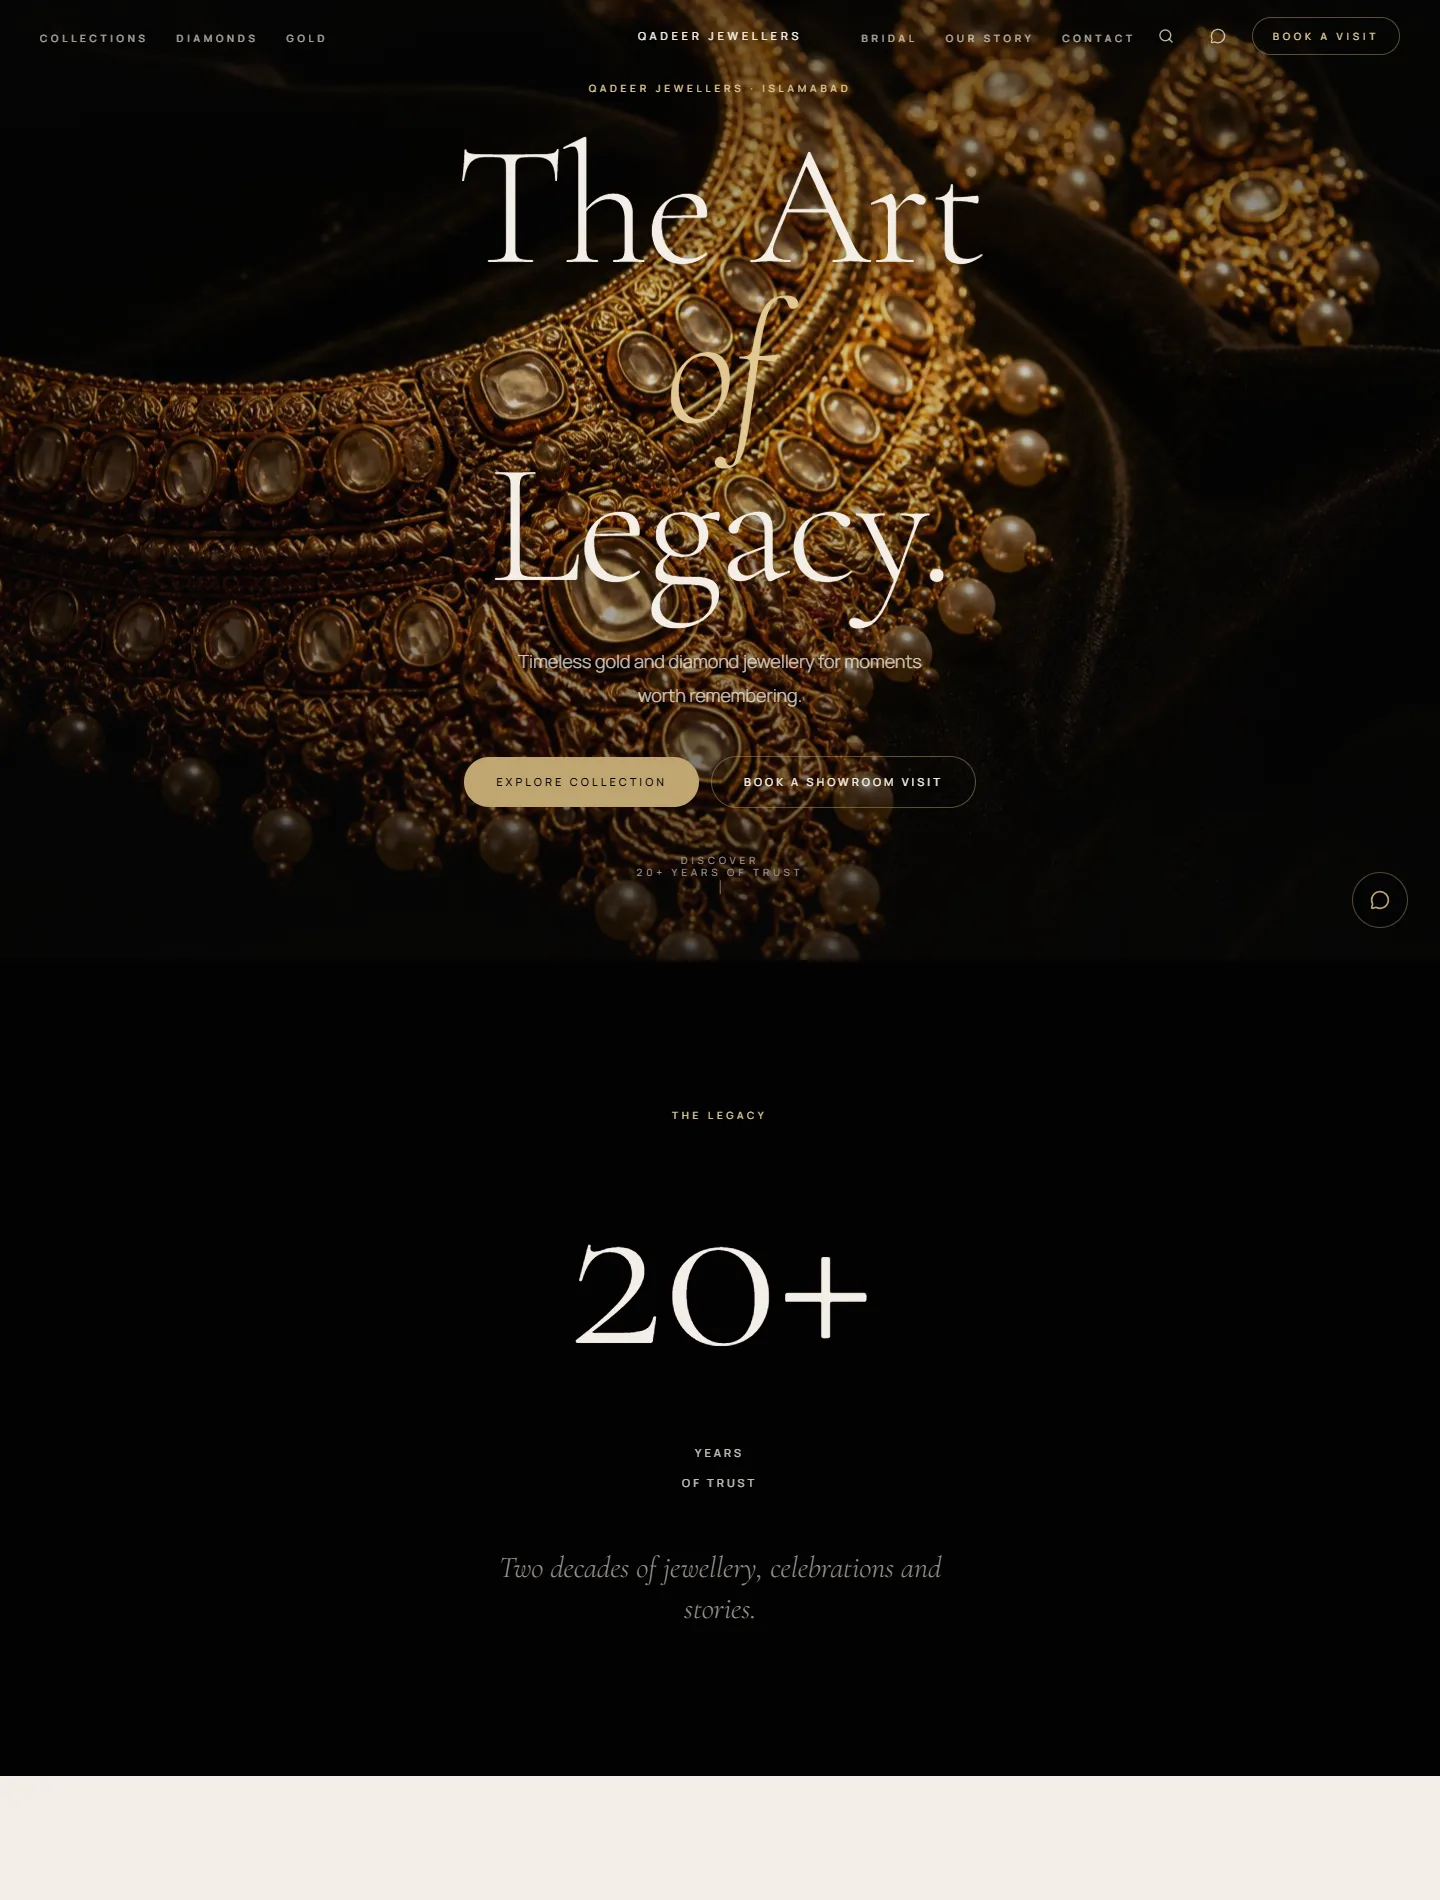 COLLECTIONS DIAMONDS GOLD QADEER JEWELLERS BRIDAL OUR STORY CONTACT BOOK A VISIT
QADEER JEWELLERS · ISLAMABAD
The Art
of
Legacy.
Timeless gold and diamond jewellery for moments
worth remembering.
EXPLORE COLLECTION BOOK A SHOWROOM VISIT
DISCOVER
20+ YEARS OF TRUST
THE LEGACY
20+
YEARS
OF TRUST
Two decades of jewellery, celebrations and
stories.